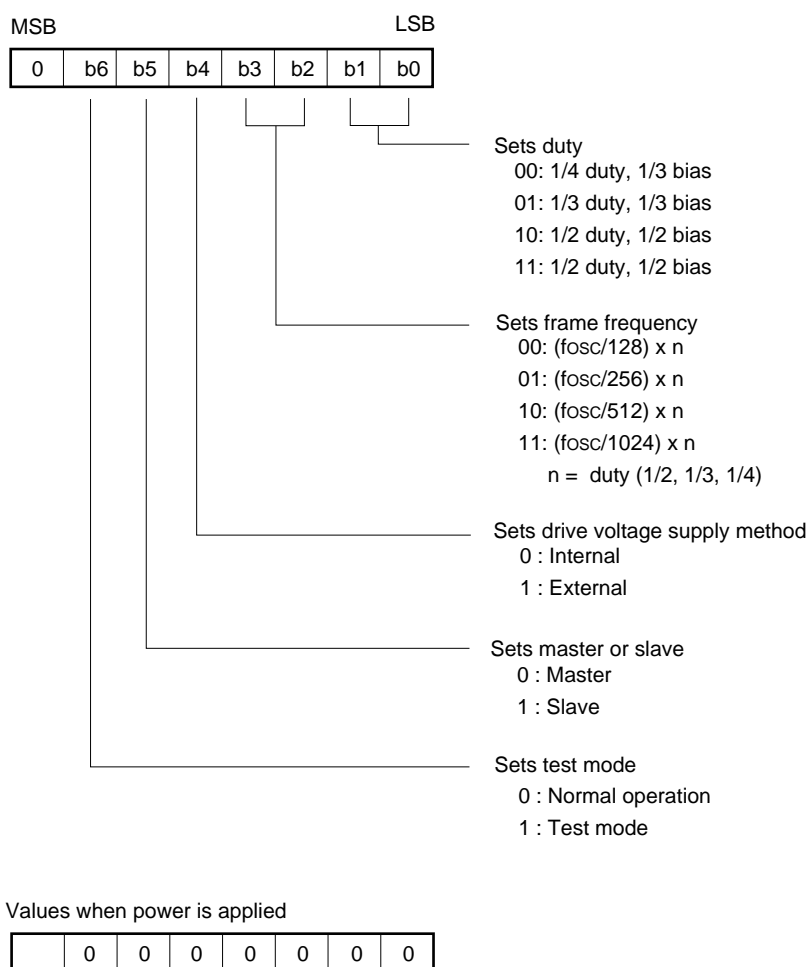 MSB LSB
0 b6 b5 b4 b3 b2 b1 b0
Sets duty
00: 1/4 duty, 1/3 bias
01: 1/3 duty, 1/3 bias
10: 1/2 duty, 1/2 bias
11: 1/2 duty, 1/2 bias
Sets frame frequency
00: (fosc/128) x n
01: (fosc/256) x n
10: (fosc/512) x n
11: (fosc/1024) x n
n = duty (1/2, 1/3, 1/4)
Sets drive voltage supply method
0 : Internal
1 : External
Sets master or slave
0 : Master
1 : Slave
Sets test mode
0 : Normal operation
1 : Test mode
Values when power is applied
0 0 0 0 0 0 0